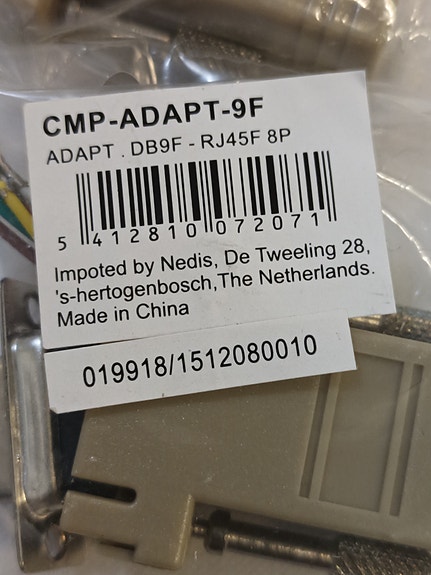 CMP-ADAPT-9F
ADAPT . DB9F - RJ45F 8P
5 412810 072071
Impoted by Nedis, De Tweeling 28,
's-hertogenbosch,The Netherlands.
Made in China
019918/1512080010